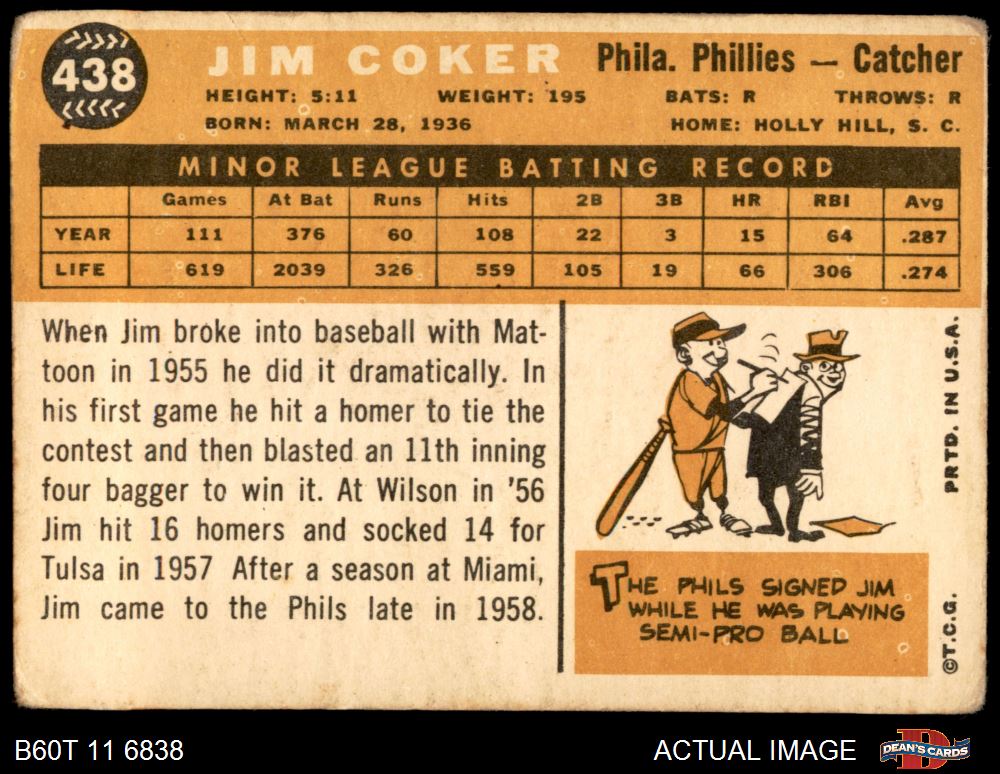 438
JIM COKER Phila. Phillies — Catcher
HEIGHT: 5:11 WEIGHT: 195 BATS: R THROWS: R
BORN: MARCH 28, 1936 HOME: HOLLY HILL, S. C.
MINOR LEAGUE BATTING RECORD
Games At Bat Runs Hits 2B 3B HR RBI Avg
YEAR 111 376 60 108 22 3 15 64 .287
LIFE 619 2039 326 559 105 19 66 306 .274
When Jim broke into baseball with Mat-
toon in 1955 he did it dramatically. In
his first game he hit a homer to tie the
contest and then blasted an 11th inning
four bagger to win it. At Wilson in '56
Jim hit 16 homers and socked 14 for
Tulsa in 1957 After a season at Miami,
Jim came to the Phils late in 1958.
THE PHILS SIGNED JIM
WHILE HE WAS PLAYING
SEMI-PRO BALL
©T.C.G. PRTD. IN U.S.A.
B60T 11 6838 ACTUAL IMAGE DEAN'S CARDS